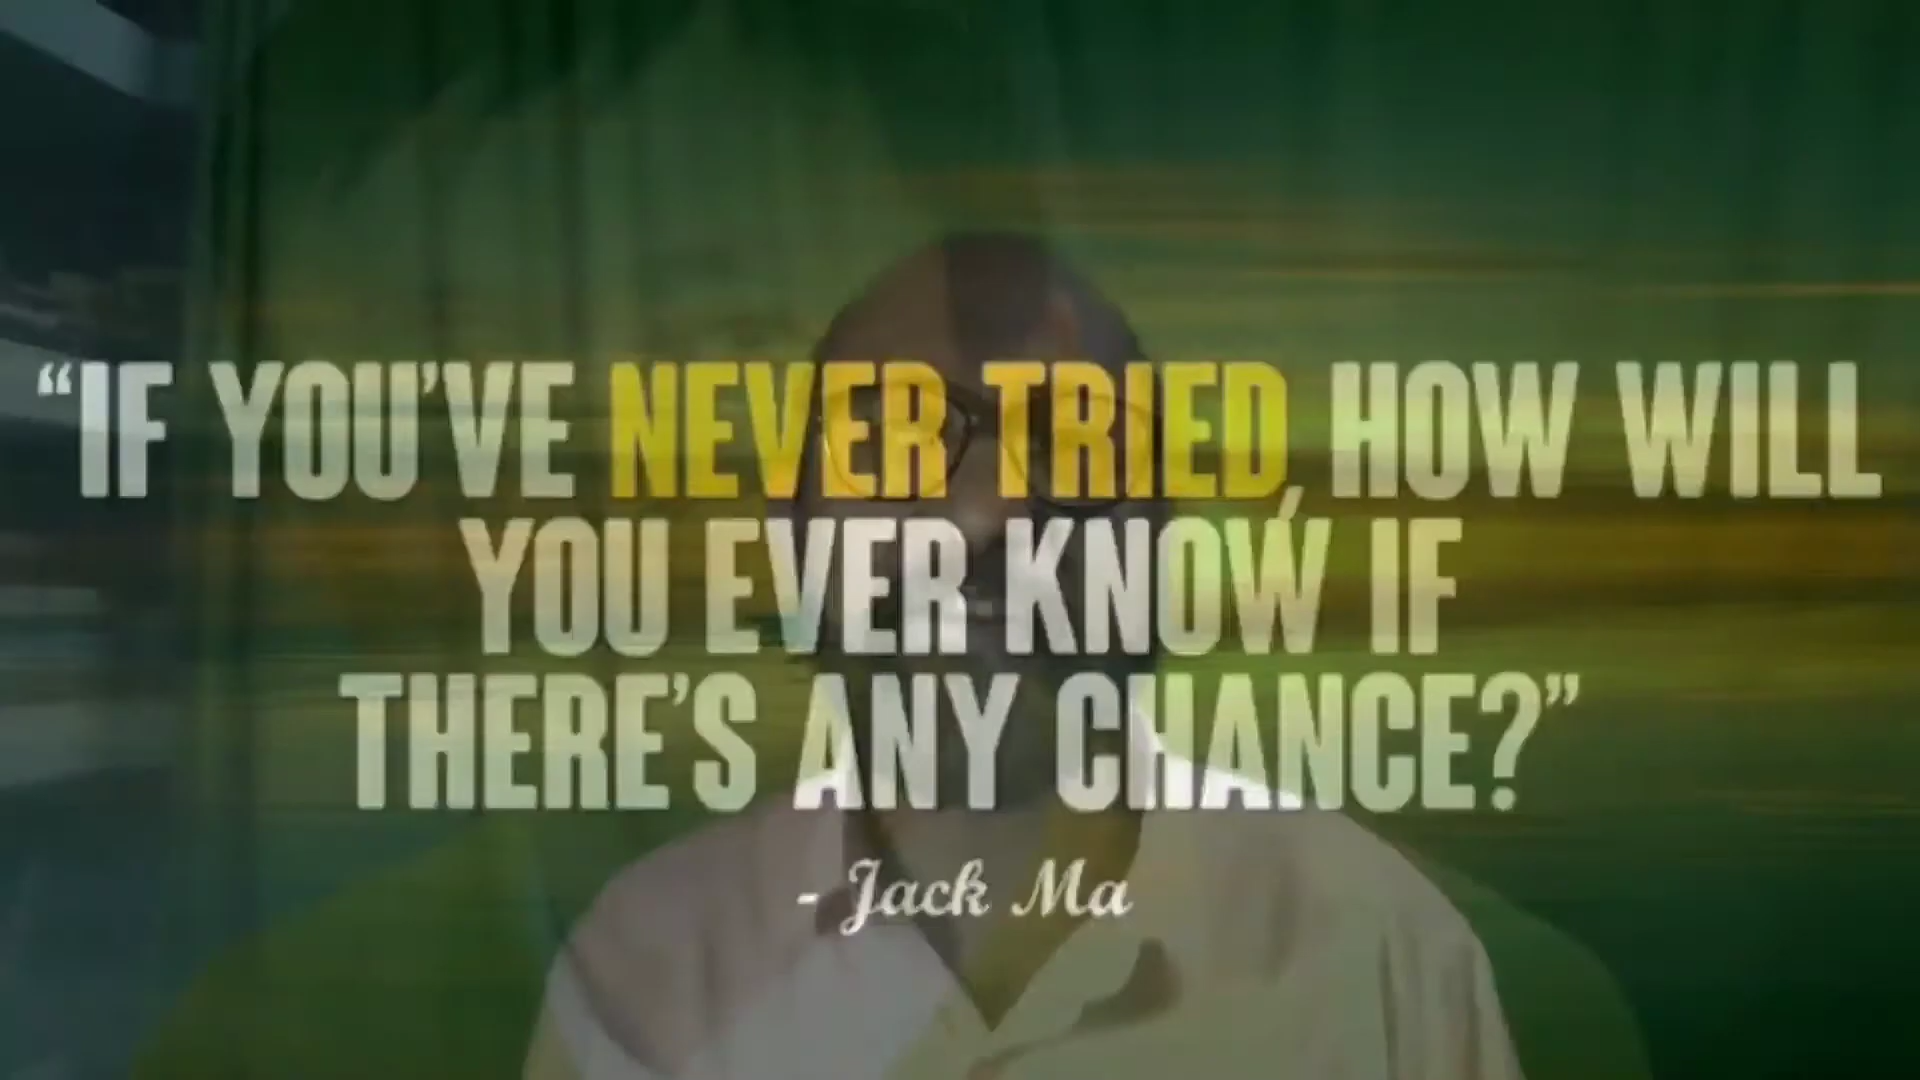 “IF YOU’VE NEVER TRIED, HOW WILL
YOU EVER KNOW IF
THERE’S ANY CHANCE?”
- Jack Ma